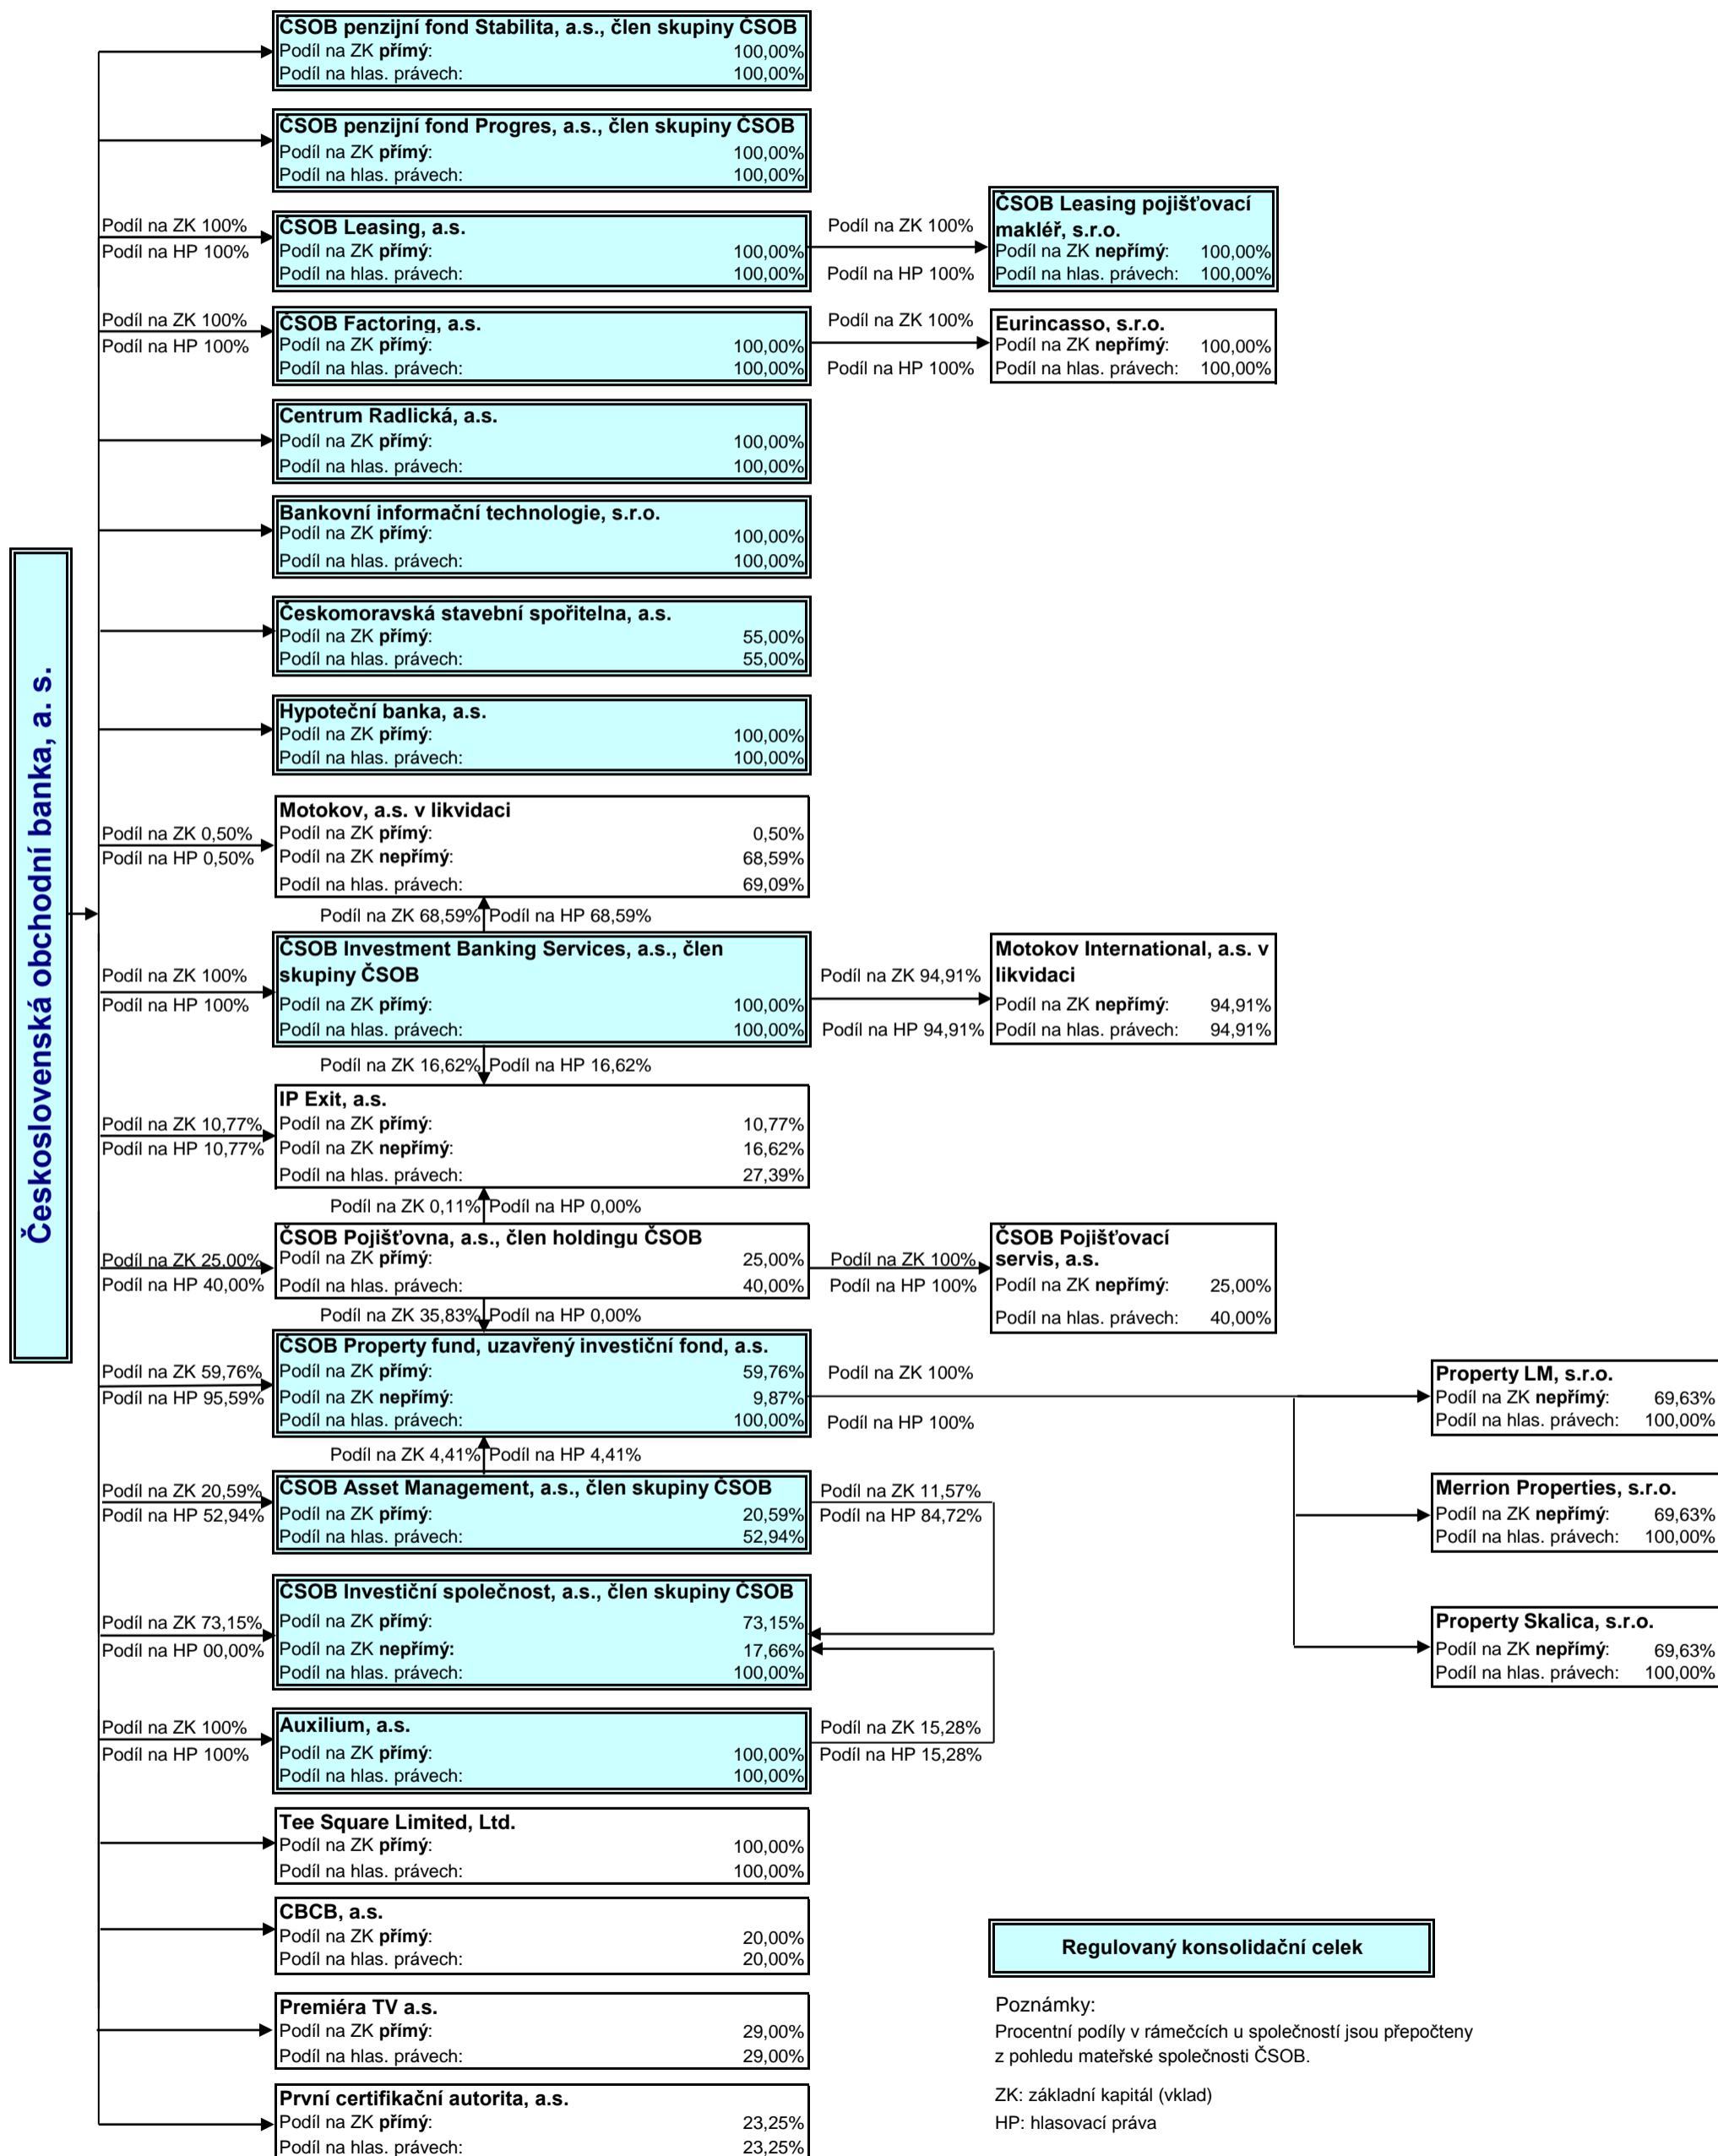 Československá obchodní banka, a. s.
ČSOB penzijní fond Stabilita, a.s., člen skupiny ČSOB
Podíl na ZK přímý: 100,00%
Podíl na hlas. právech: 100,00%
ČSOB penzijní fond Progres, a.s., člen skupiny ČSOB
Podíl na ZK přímý: 100,00%
Podíl na hlas. právech: 100,00%
Podíl na ZK 100%
Podíl na HP 100%
ČSOB Leasing, a.s.
Podíl na ZK přímý: 100,00%
Podíl na hlas. právech: 100,00%
Podíl na ZK 100%
Podíl na HP 100%
ČSOB Leasing pojišťovací
makléř, s.r.o.
Podíl na ZK nepřímý: 100,00%
Podíl na hlas. právech: 100,00%
Podíl na ZK 100%
Podíl na HP 100%
ČSOB Factoring, a.s.
Podíl na ZK přímý: 100,00%
Podíl na hlas. právech: 100,00%
Podíl na ZK 100%
Podíl na HP 100%
Eurincasso, s.r.o.
Podíl na ZK nepřímý: 100,00%
Podíl na hlas. právech: 100,00%
Centrum Radlická, a.s.
Podíl na ZK přímý: 100,00%
Podíl na hlas. právech: 100,00%
Bankovní informační technologie, s.r.o.
Podíl na ZK přímý: 100,00%
Podíl na hlas. právech: 100,00%
Českomoravská stavební spořitelna, a.s.
Podíl na ZK přímý: 55,00%
Podíl na hlas. právech: 55,00%
Hypoteční banka, a.s.
Podíl na ZK přímý: 100,00%
Podíl na hlas. právech: 100,00%
Podíl na ZK 0,50%
Podíl na HP 0,50%
Motokov, a.s. v likvidaci
Podíl na ZK přímý: 0,50%
Podíl na ZK nepřímý: 68,59%
Podíl na hlas. právech: 69,09%
Podíl na ZK 68,59% Podíl na HP 68,59%
Podíl na ZK 100%
Podíl na HP 100%
ČSOB Investment Banking Services, a.s., člen
skupiny ČSOB
Podíl na ZK přímý: 100,00%
Podíl na hlas. právech: 100,00%
Podíl na ZK 94,91%
Podíl na HP 94,91%
Motokov International, a.s. v
likvidaci
Podíl na ZK nepřímý: 94,91%
Podíl na hlas. právech: 94,91%
Podíl na ZK 16,62% Podíl na HP 16,62%
Podíl na ZK 10,77%
Podíl na HP 10,77%
IP Exit, a.s.
Podíl na ZK přímý: 10,77%
Podíl na ZK nepřímý: 16,62%
Podíl na hlas. právech: 27,39%
Podíl na ZK 0,11% Podíl na HP 0,00%
Podíl na ZK 25,00%
Podíl na HP 40,00%
ČSOB Pojišťovna, a.s., člen holdingu ČSOB
Podíl na ZK přímý: 25,00%
Podíl na hlas. právech: 40,00%
Podíl na ZK 100%
Podíl na HP 100%
ČSOB Pojišťovací
servis, a.s.
Podíl na ZK nepřímý: 25,00%
Podíl na hlas. právech: 40,00%
Podíl na ZK 35,83% Podíl na HP 0,00%
Podíl na ZK 59,76%
Podíl na HP 95,59%
ČSOB Property fund, uzavřený investiční fond, a.s.
Podíl na ZK přímý: 59,76%
Podíl na ZK nepřímý: 9,87%
Podíl na hlas. právech: 100,00%
Podíl na ZK 100%
Podíl na HP 100%
Property LM, s.r.o.
Podíl na ZK nepřímý: 69,63%
Podíl na hlas. právech: 100,00%
Podíl na ZK 4,41% Podíl na HP 4,41%
Podíl na ZK 20,59%
Podíl na HP 52,94%
ČSOB Asset Management, a.s., člen skupiny ČSOB
Podíl na ZK přímý: 20,59%
Podíl na hlas. právech: 52,94%
Podíl na ZK 11,57%
Podíl na HP 84,72%
Merrion Properties, s.r.o.
Podíl na ZK nepřímý: 69,63%
Podíl na hlas. právech: 100,00%
Podíl na ZK 73,15%
Podíl na HP 00,00%
ČSOB Investiční společnost, a.s., člen skupiny ČSOB
Podíl na ZK přímý: 73,15%
Podíl na ZK nepřímý: 17,66%
Podíl na hlas. právech: 100,00%
Property Skalica, s.r.o.
Podíl na ZK nepřímý: 69,63%
Podíl na hlas. právech: 100,00%
Podíl na ZK 100%
Podíl na HP 100%
Auxilium, a.s.
Podíl na ZK přímý: 100,00%
Podíl na hlas. právech: 100,00%
Podíl na ZK 15,28%
Podíl na HP 15,28%
Tee Square Limited, Ltd.
Podíl na ZK přímý: 100,00%
Podíl na hlas. právech: 100,00%
CBCB, a.s.
Podíl na ZK přímý: 20,00%
Podíl na hlas. právech: 20,00%
Premiéra TV a.s.
Podíl na ZK přímý: 29,00%
Podíl na hlas. právech: 29,00%
První certifikační autorita, a.s.
Podíl na ZK přímý: 23,25%
Podíl na hlas. právech: 23,25%
Regulovaný konsolidační celek
Poznámky:
Procentní podíly v rámečcích u společností jsou přepočteny
z pohledu mateřské společnosti ČSOB.
ZK: základní kapitál (vklad)
HP: hlasovací práva